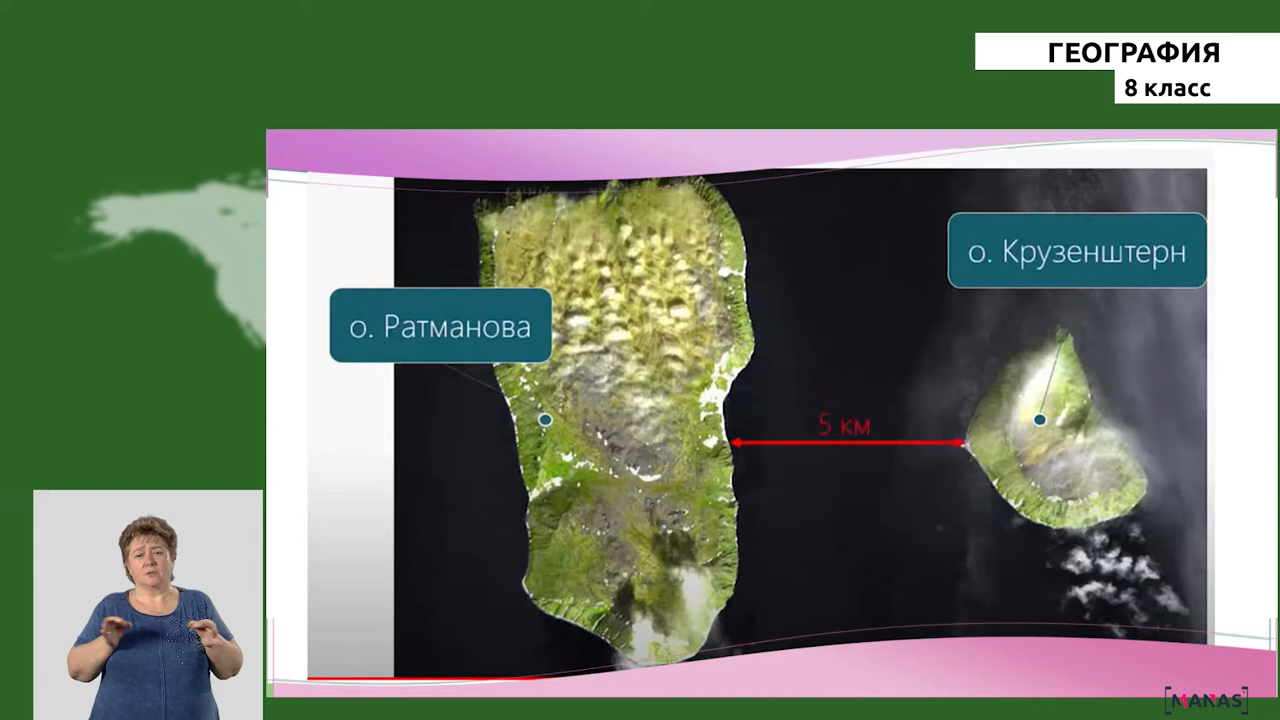 ГЕОГРАФИЯ
8 класс
о. Крузенштерн
о. Ратманова
5 км
MANAS